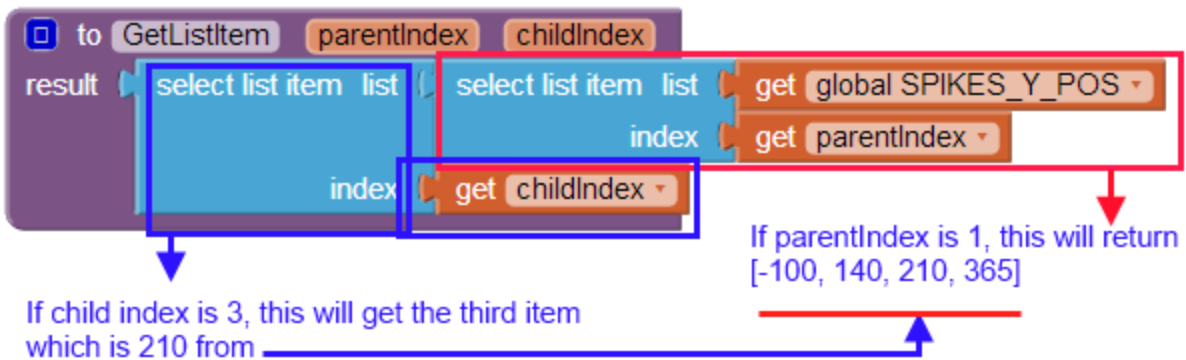 to GetListItem parentIndex childIndex
result select list item list select list item list get global SPIKES_Y_POS
index get parentIndex
index get childIndex
If parentIndex is 1, this will return
[-100, 140, 210, 365]
If child index is 3, this will get the third item
which is 210 from